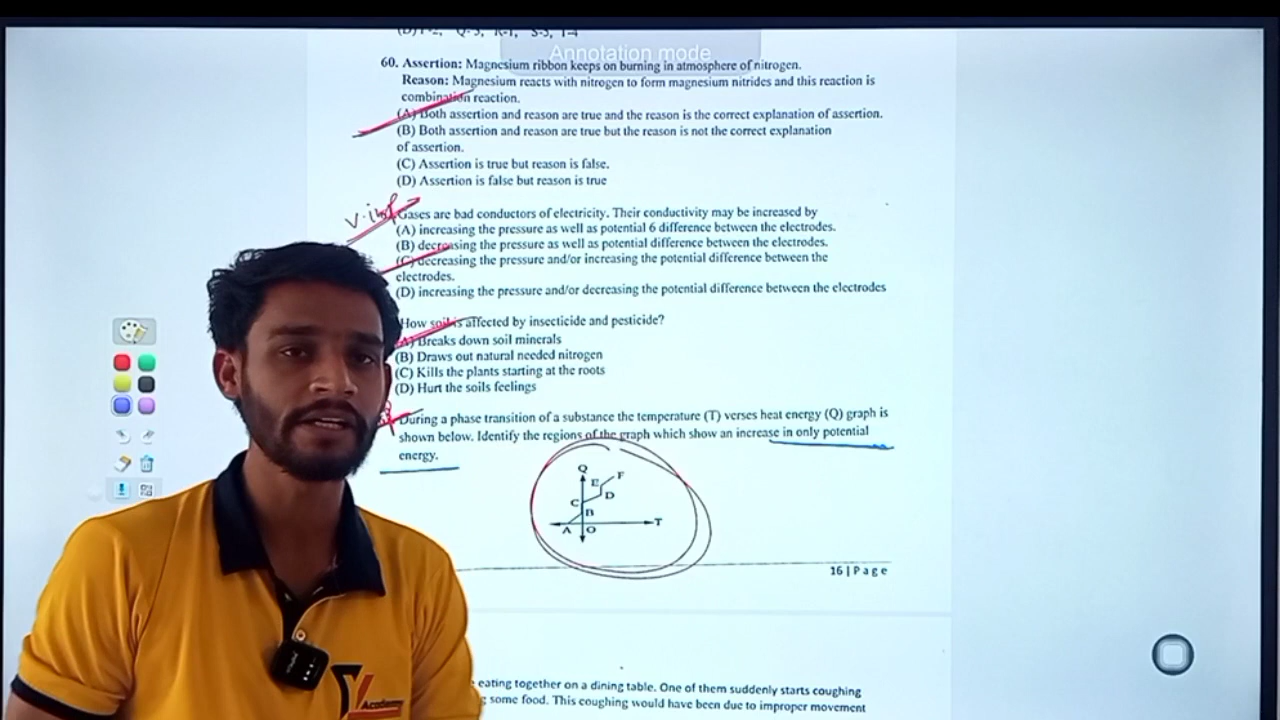 (D) P-2, Q-5, R-1, S-3, T-4
Annotation mode
60. Assertion: Magnesium ribbon keeps on burning in atmosphere of nitrogen.
Reason: Magnesium reacts with nitrogen to form magnesium nitrides and this reaction is
combination reaction.
(A) Both assertion and reason are true and the reason is the correct explanation of assertion.
(B) Both assertion and reason are true but the reason is not the correct explanation
of assertion.
(C) Assertion is true but reason is false.
(D) Assertion is false but reason is true
V.imp
Gases are bad conductors of electricity. Their conductivity may be increased by
(A) increasing the pressure as well as potential 6 difference between the electrodes.
(B) decreasing the pressure as well as potential difference between the electrodes.
(C) decreasing the pressure and/or increasing the potential difference between the
electrodes.
(D) increasing the pressure and/or decreasing the potential difference between the electrodes
How soil is affected by insecticide and pesticide?
(A) Breaks down soil minerals
(B) Draws out natural needed nitrogen
(C) Kills the plants starting at the roots
(D) Hurt the soils feelings
During a phase transition of a substance the temperature (T) verses heat energy (Q) graph is
shown below. Identify the regions of the graph which show an increase in only potential
energy.
Q
E F
C D
B
A O T
16 | Page
eating together on a dining table. One of them suddenly starts coughing
some food. This coughing would have been due to improper movement
Academy